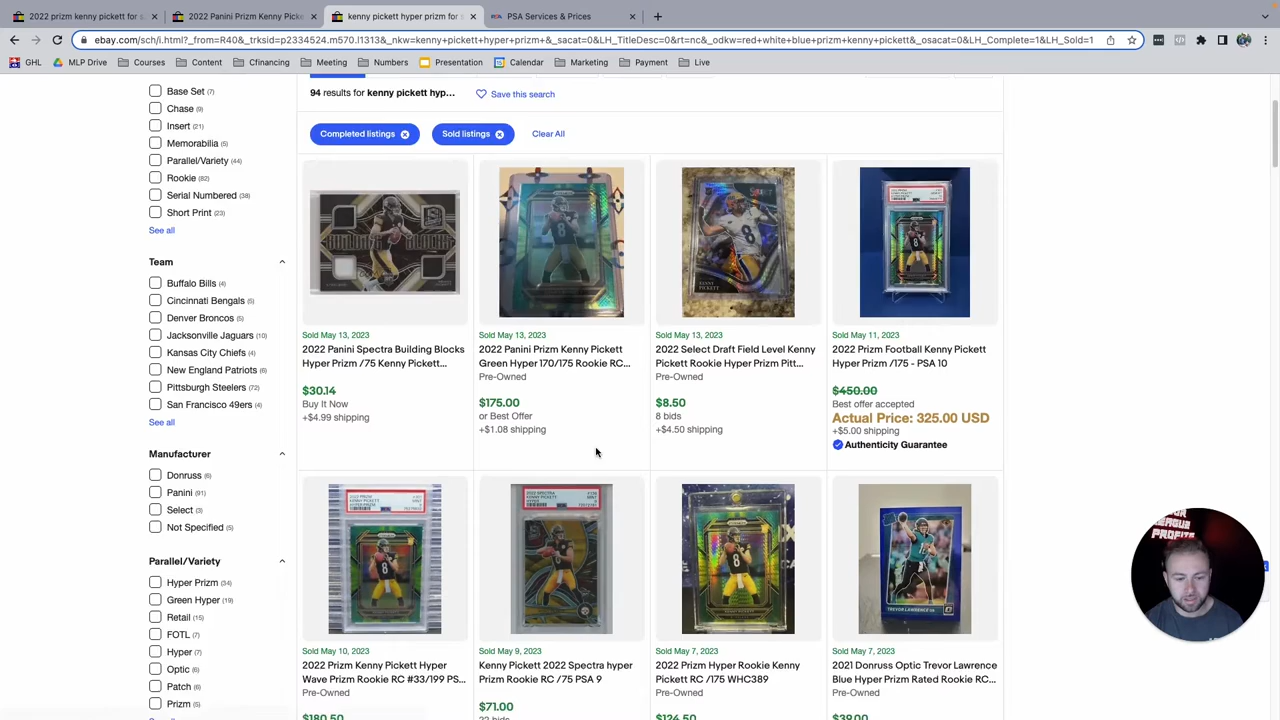 2022 prizm kenny pickett for s
2022 Panini Prizm Kenny Picke
kenny pickett hyper prizm for s
PSA Services & Prices
ebay.com/sch/i.html?_from=R40&_trksid=p2334524.m570.l1313&_nkw=kenny+pickett+hyper+prizm+&_sacat=0&LH_TitleDesc=0&rt=nc&_odkw=red+white+blue+prizm+kenny+pickett&_osacat=0&LH_Complete=1&LH_Sold=1
GHL
MLP Drive
Courses
Content
Cfinancing
Meeting
Numbers
Presentation
Calendar
Marketing
Payment
Live
Base Set (7)
Chase (9)
Insert (21)
Memorabilia (5)
Parallel/Variety (44)
Rookie (82)
Serial Numbered (38)
Short Print (23)
See all
Team
Buffalo Bills (4)
Cincinnati Bengals (5)
Denver Broncos (5)
Jacksonville Jaguars (10)
Kansas City Chiefs (4)
New England Patriots (6)
Pittsburgh Steelers (72)
San Francisco 49ers (4)
See all
Manufacturer
Donruss (6)
Panini (91)
Select (3)
Not Specified (5)
Parallel/Variety
Hyper Prizm (34)
Green Hyper (19)
Retail (15)
FOTL (7)
Hyper (7)
Optic (6)
Patch (6)
Prizm (5)
94 results for kenny pickett hyp...
Save this search
Completed listings
Sold listings
Clear All
Sold May 13, 2023
2022 Panini Spectra Building Blocks
Hyper Prizm /75 Kenny Pickett...
$30.14
Buy It Now
+$4.99 shipping
Sold May 13, 2023
2022 Panini Prizm Kenny Pickett
Green Hyper 170/175 Rookie RC...
Pre-Owned
$175.00
or Best Offer
+$1.08 shipping
Sold May 13, 2023
2022 Select Draft Field Level Kenny
Pickett Rookie Hyper Prizm Pitt...
Pre-Owned
$8.50
8 bids
+$4.50 shipping
Sold May 11, 2023
2022 Prizm Football Kenny Pickett
Hyper Prizm /175 - PSA 10
$450.00
Best offer accepted
Actual Price: 325.00 USD
+$5.00 shipping
Authenticity Guarantee
Sold May 10, 2023
2022 Prizm Kenny Pickett Hyper
Wave Prizm Rookie RC #33/199 PS...
Pre-Owned
$180.50
Sold May 9, 2023
Kenny Pickett 2022 Spectra hyper
Prizm Rookie RC /75 PSA 9
$71.00
22 bids
Sold May 7, 2023
2022 Prizm Hyper Rookie Kenny
Pickett RC /175 WHC389
Pre-Owned
$124.50
Sold May 7, 2023
2021 Donruss Optic Trevor Lawrence
Blue Hyper Prizm Rated Rookie RC...
Pre-Owned
$39.00
LEAGUE
PROFITS